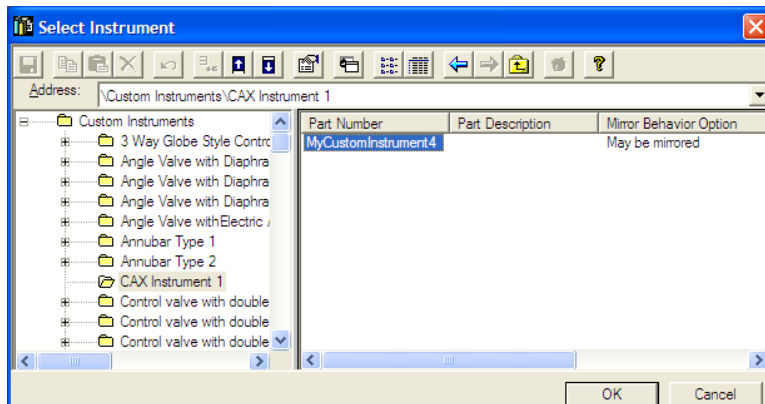 Select Instrument
Address: \Custom Instruments\CAX Instrum ent 1
Custom Instruments
3 Way Globe Style Contro
Angle Valve with Diaphra
Angle Valve with Diaphra
Angle Valve with Diaphra
Angle Valve withElectric
Annubar Type 1
Annubar Type 2
CAX Instrument 1
Control valve with double
Control valve with double
Control valve with double
Part Number Part Description Mirror Behavior Option
MyCustomInstrument4 May be mirrored
OK Cancel